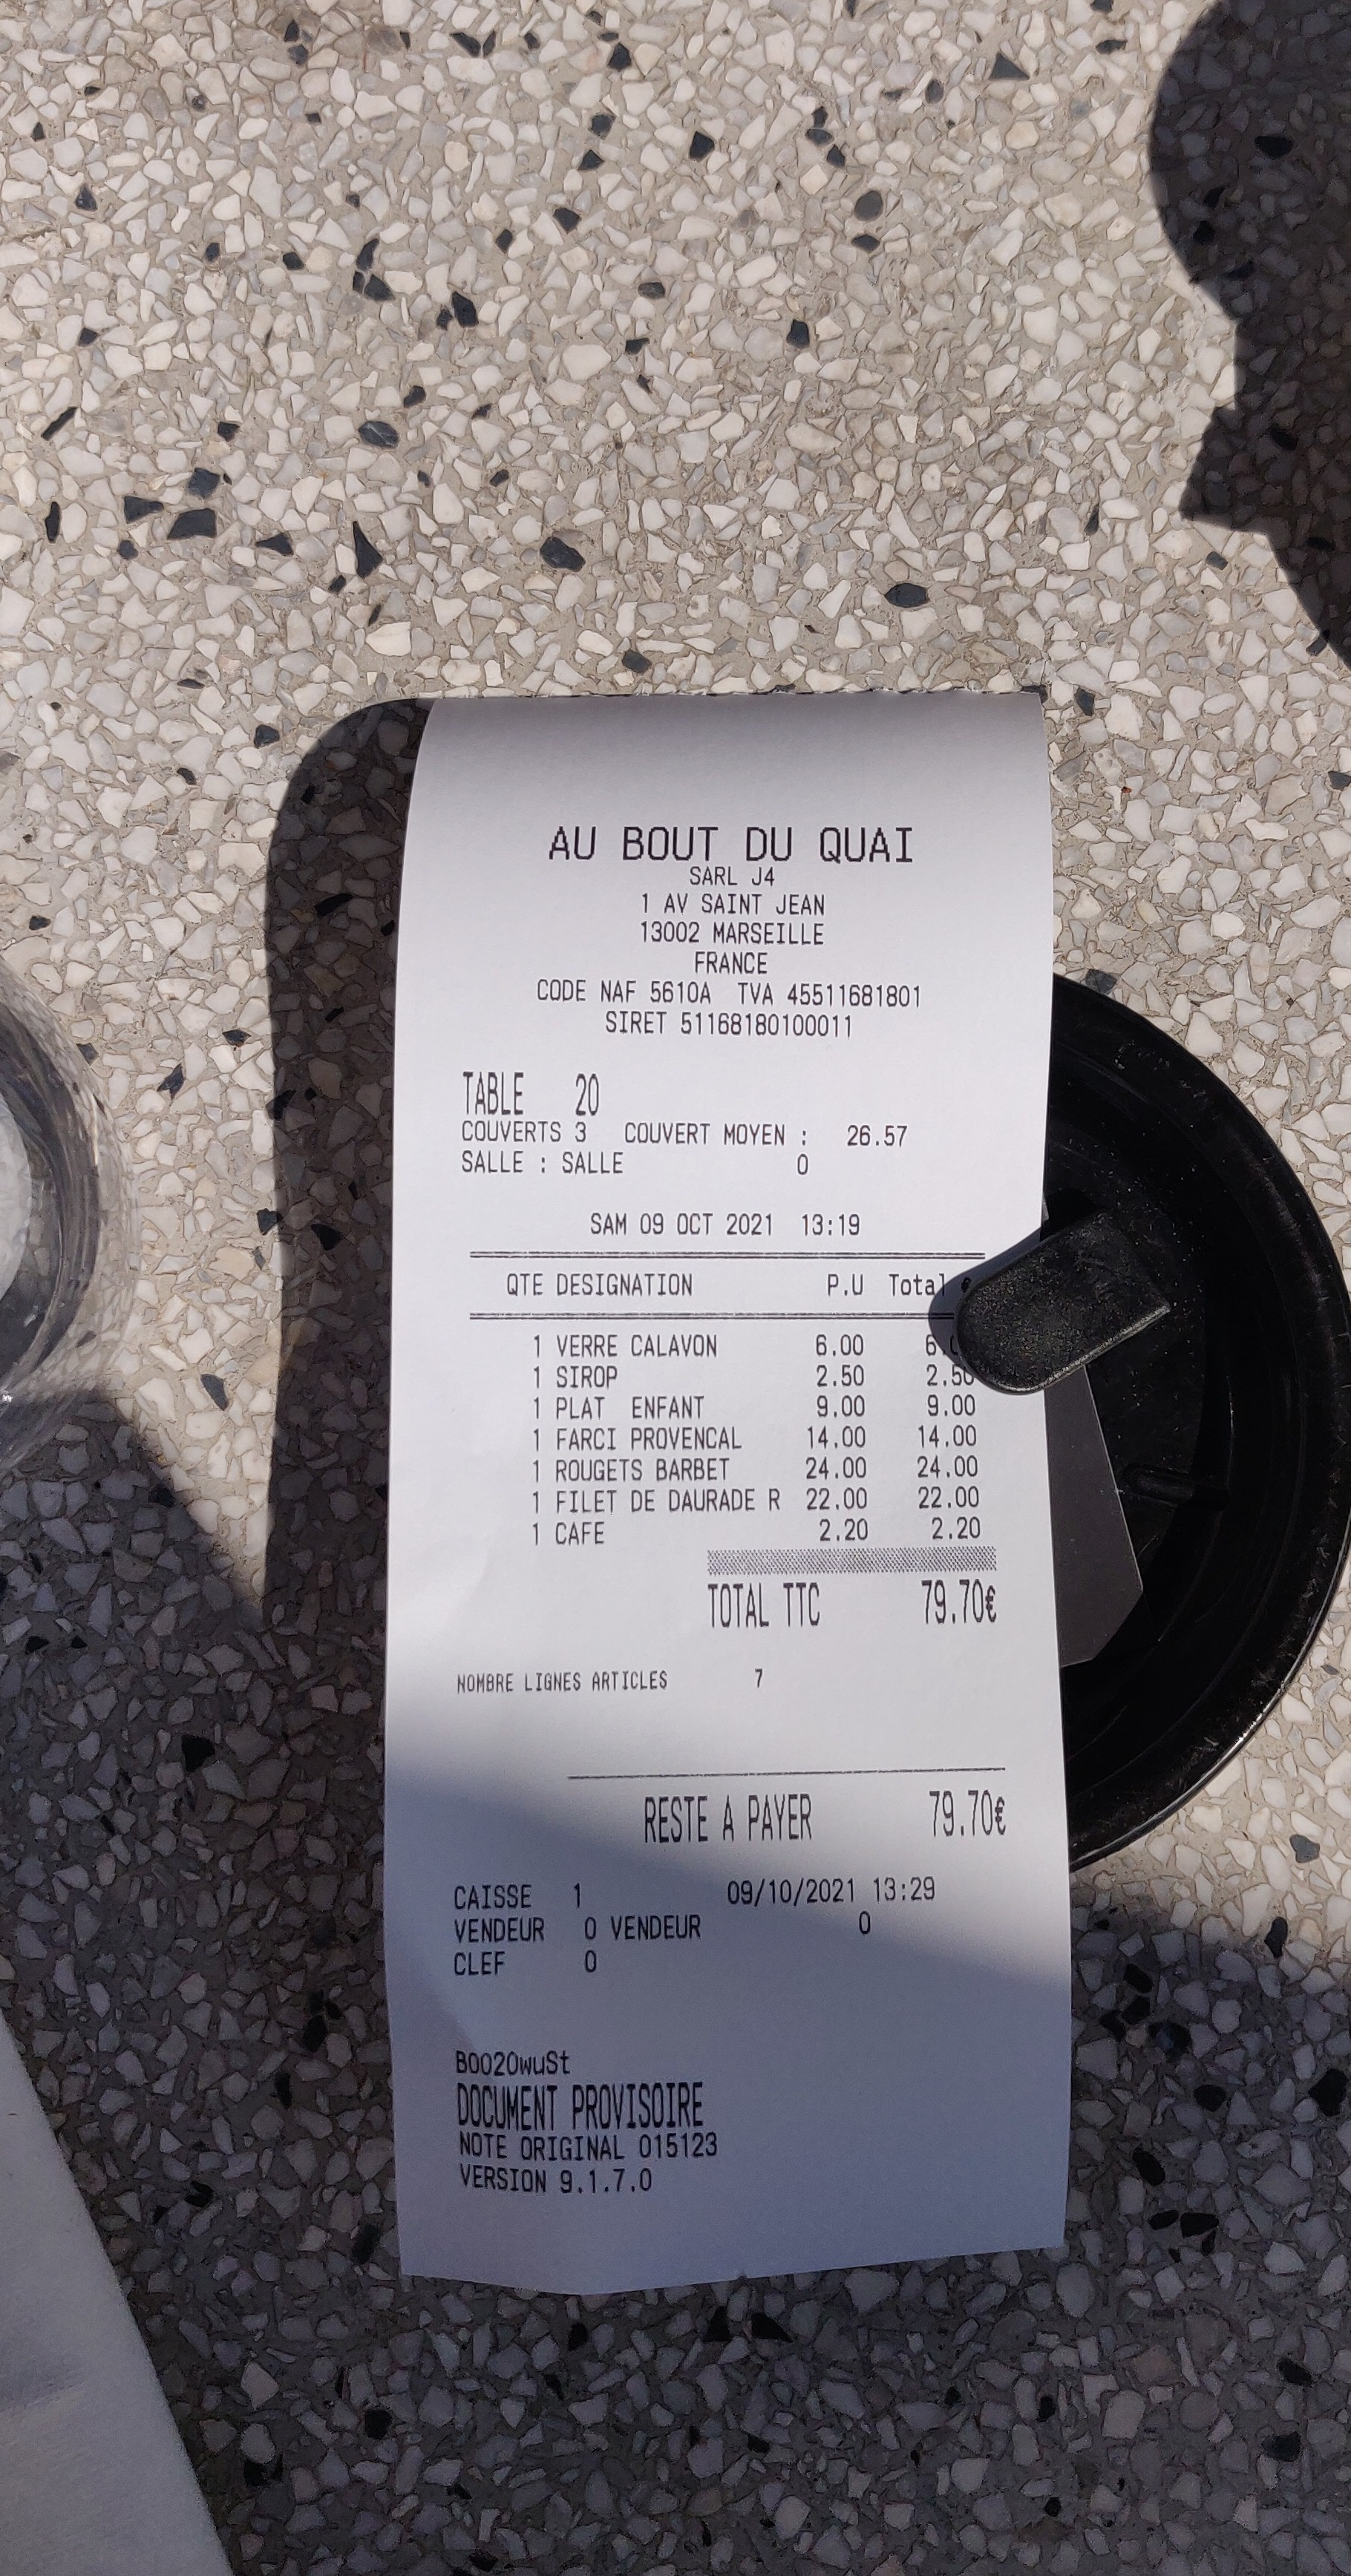 AU BOUT DU QUAI
SARL J4
1 AV SAINT JEAN
13002 MARSEILLE
FRANCE
CODE NAF 5610A TVA 45511681801
SIRET 51168180100011
TABLE 20
COUVERTS 3 COUVERT MOYEN : 26.57
SALLE : SALLE 0
SAM 09 OCT 2021 13:19
QTE DESIGNATION P.U Total
1 VERRE CALAVON 6.00
1 SIROP 2.50 2.50
1 PLAT ENFANT 9.00 9.00
1 FARCI PROVENCAL 14.00 14.00
1 ROUGETS BARBET 24.00 24.00
1 FILET DE DAURADE R 22.00 22.00
1 CAFE 2.20 2.20
TOTAL TTC 79.70€
NOMBRE LIGNES ARTICLES 7
RESTE A PAYER 79.70€
CAISSE 1 09/10/2021 13:29
VENDEUR 0 VENDEUR 0
CLEF 0
B0020wuSt
DOCUMENT PROVISOIRE
NOTE ORIGINAL 015123
VERSION 9.1.7.0